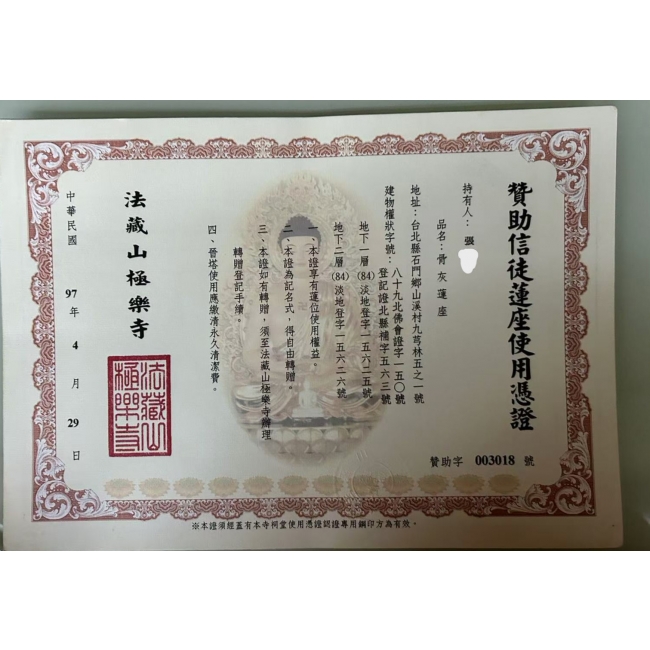 贊助信徒蓮座使用憑證
贊助字 003018 號
持有人：張
品名：骨灰蓮座
地址：台北縣石門鄉山溪村九芎林五之一號
建物權狀字號：
八十九北佛會證字一五〇號
登記證北縣補字五六三號
地下一層(84)淡地登字一五六二五號
地下二層(84)淡地登字一五六二六號
一、本證享有蓮位使用權益。
二、本證為記名式，得自由轉贈。
三、本證如有轉贈，須至法藏山極樂寺辦理
轉贈登記手續。
四、晉塔使用應繳清永久清潔費。
法藏山極樂寺
法藏山極樂寺
中華民國 97 年 4 月 29 日
※本證須經蓋有本寺祠堂使用憑證認證專用鋼印方為有效。